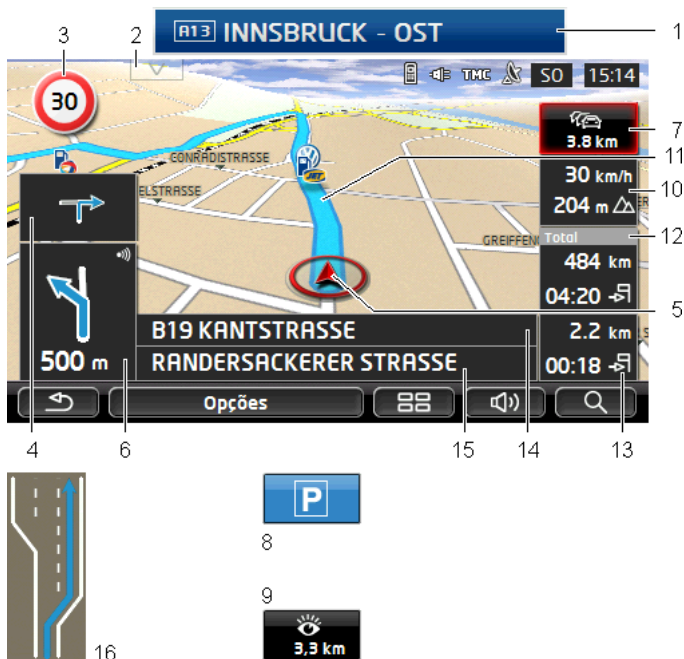 A13 INNSBRUCK - OST
1
2
3
30
TMC
SO
15:14
3.8 km
7
11
CONRADISTRASSE
ELSTRASSE
30 km/h
204 m
10
GREIFFEN
Total
12
484 km
04:20
5
500 m
B19 KANTSTRASSE
RANDERSACKERER STRASSE
2.2 km
00:18
JET
Opções
4
6
15
14
13
P
8
9
3,3 km
16